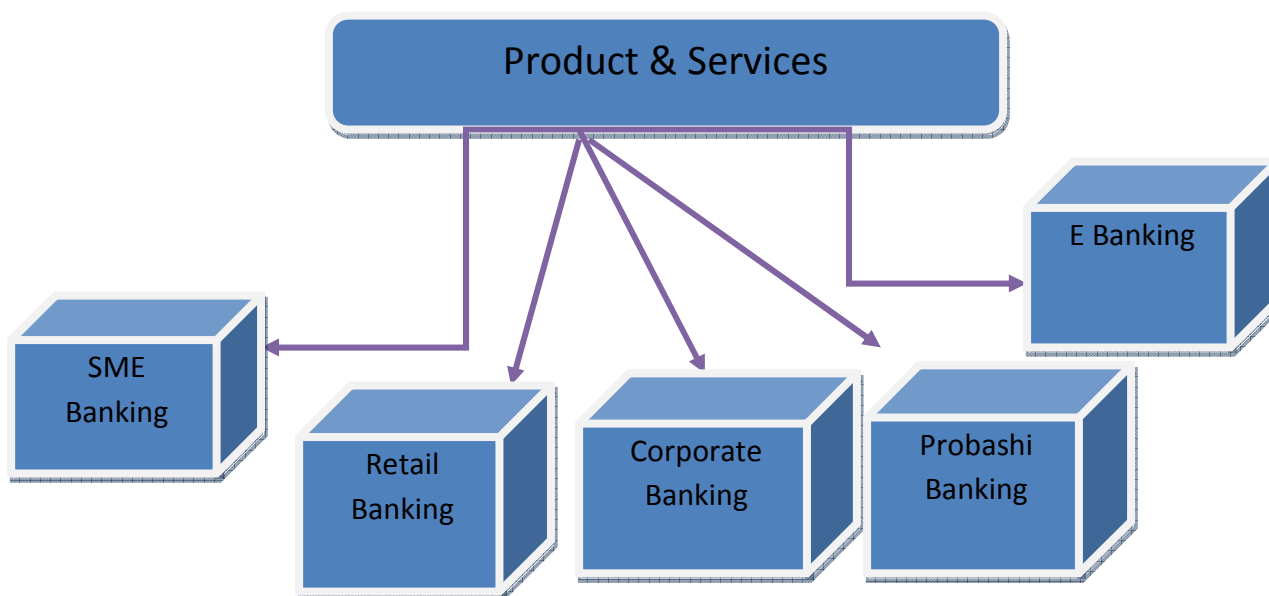 Product & Services
E Banking
SME
Banking
Retail
Banking
Corporate
Banking
Probashi
Banking